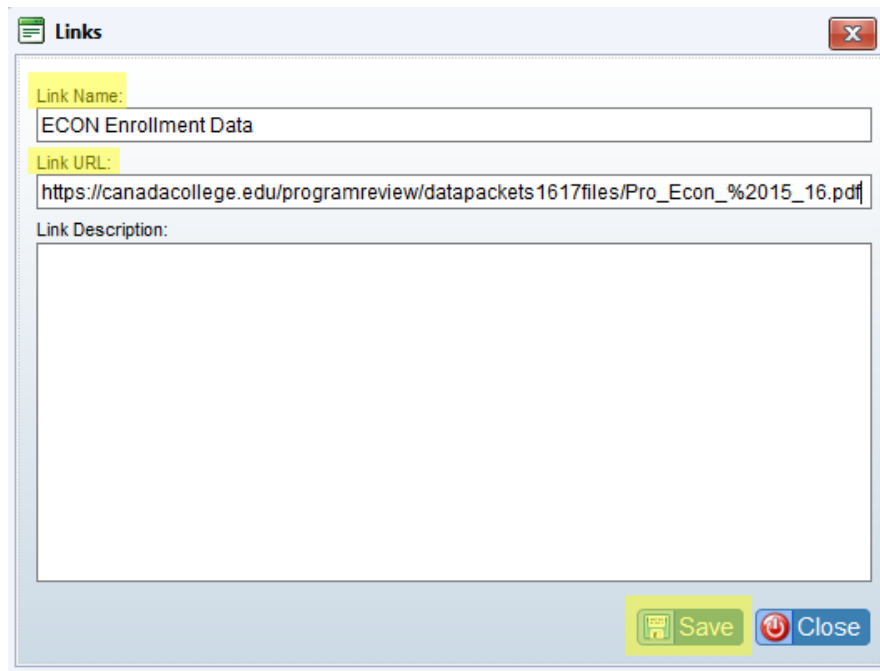 Links
Link Name:
ECON Enrollment Data
Link URL:
https://canadacollege.edu/programreview/datapackets1617files/Pro_Econ_%2015_16.pdf
Link Description:
Save Close